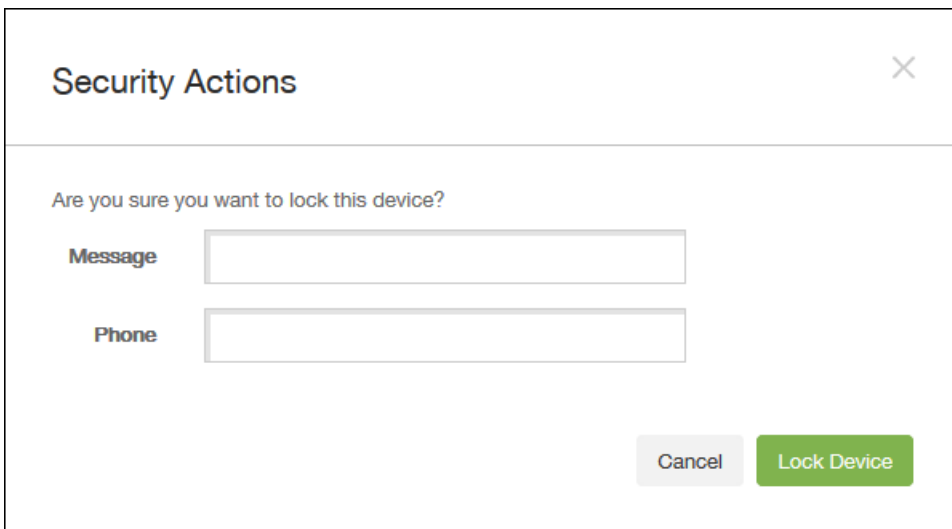 Security Actions
Are you sure you want to lock this device?
Message
Phone
Cancel Lock Device